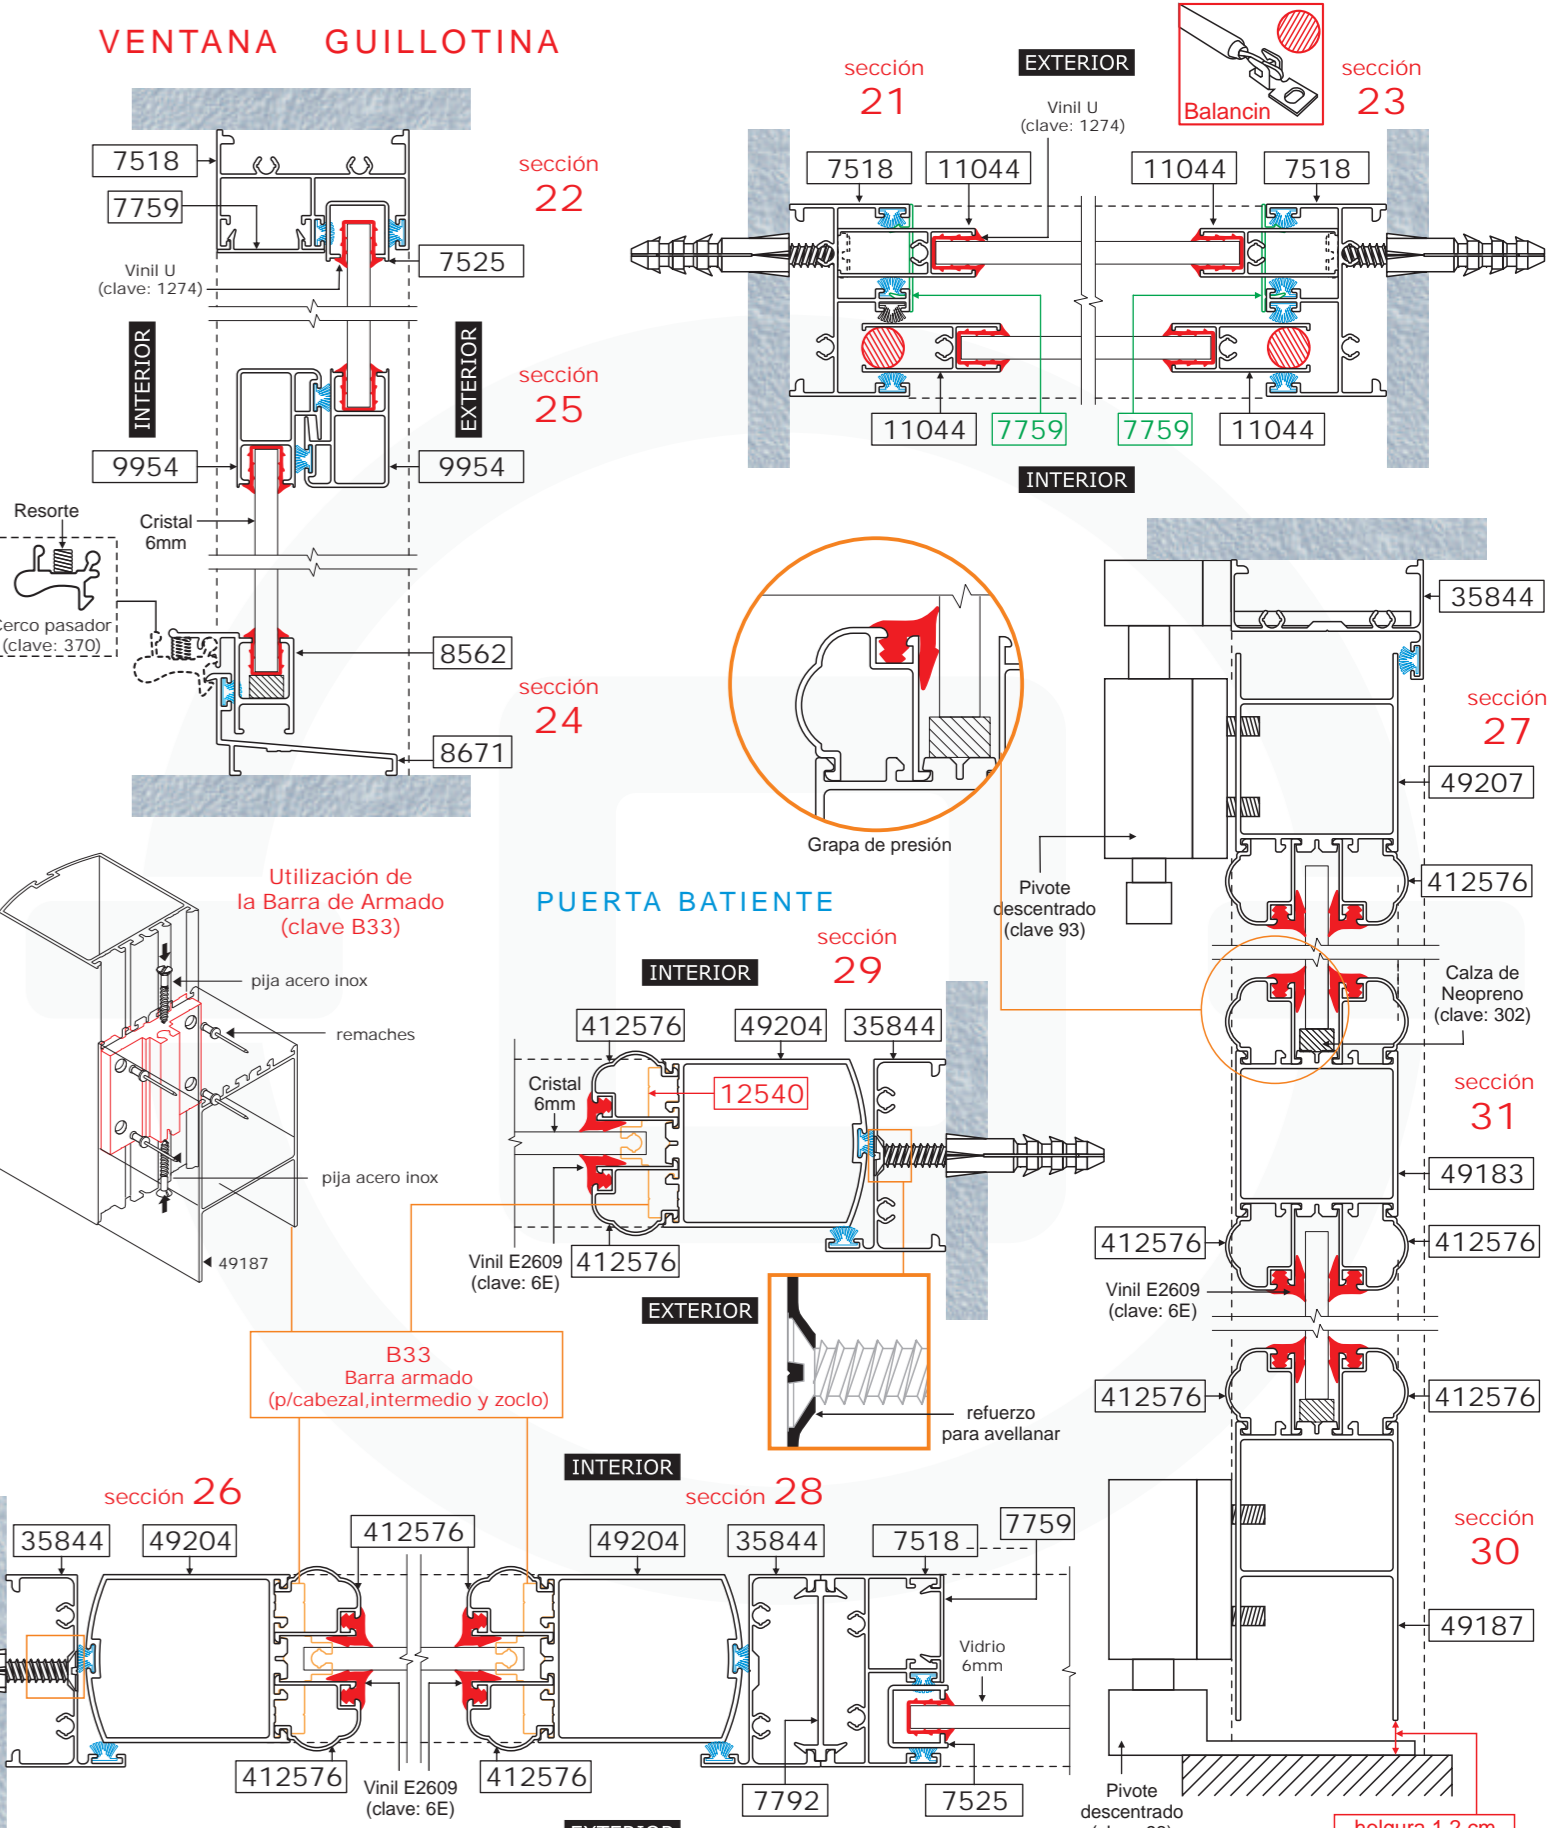 VENTANA GUILLOTINA
7518
7759
sección
22
Vinil U
(clave: 1274)
7525
INTERIOR
EXTERIOR
sección
25
9954
9954
Resorte
Cristal
6mm
Cerco pasador
(clave: 370)
8562
sección
24
8671
sección
21
EXTERIOR
Balancin
sección
23
Vinil U
(clave: 1274)
7518
11044
11044
7518
11044
7759
7759
11044
INTERIOR
Grapa de presión
35844
sección
27
49207
Pivote
descentrado
(clave 93)
412576
Calza de
Neopreno
(clave: 302)
sección
31
49183
412576
412576
Vinil E2609
(clave: 6E)
412576
412576
sección
30
49187
Pivote
descentrado
holgura 1.2 cm
Utilización de
la Barra de Armado
(clave B33)
pija acero inox
remaches
pija acero inox
49187
PUERTA BATIENTE
sección
29
INTERIOR
412576
49204
35844
Cristal
6mm
12540
Vinil E2609
(clave: 6E)
412576
EXTERIOR
refuerzo
para avellanar
B33
Barra armado
(p/cabezal,intermedio y zoclo)
INTERIOR
sección 26
sección 28
35844
49204
412576
49204
35844
7518
7759
Vidrio
6mm
412576
Vinil E2609
(clave: 6E)
412576
7792
7525
EXTERIOR